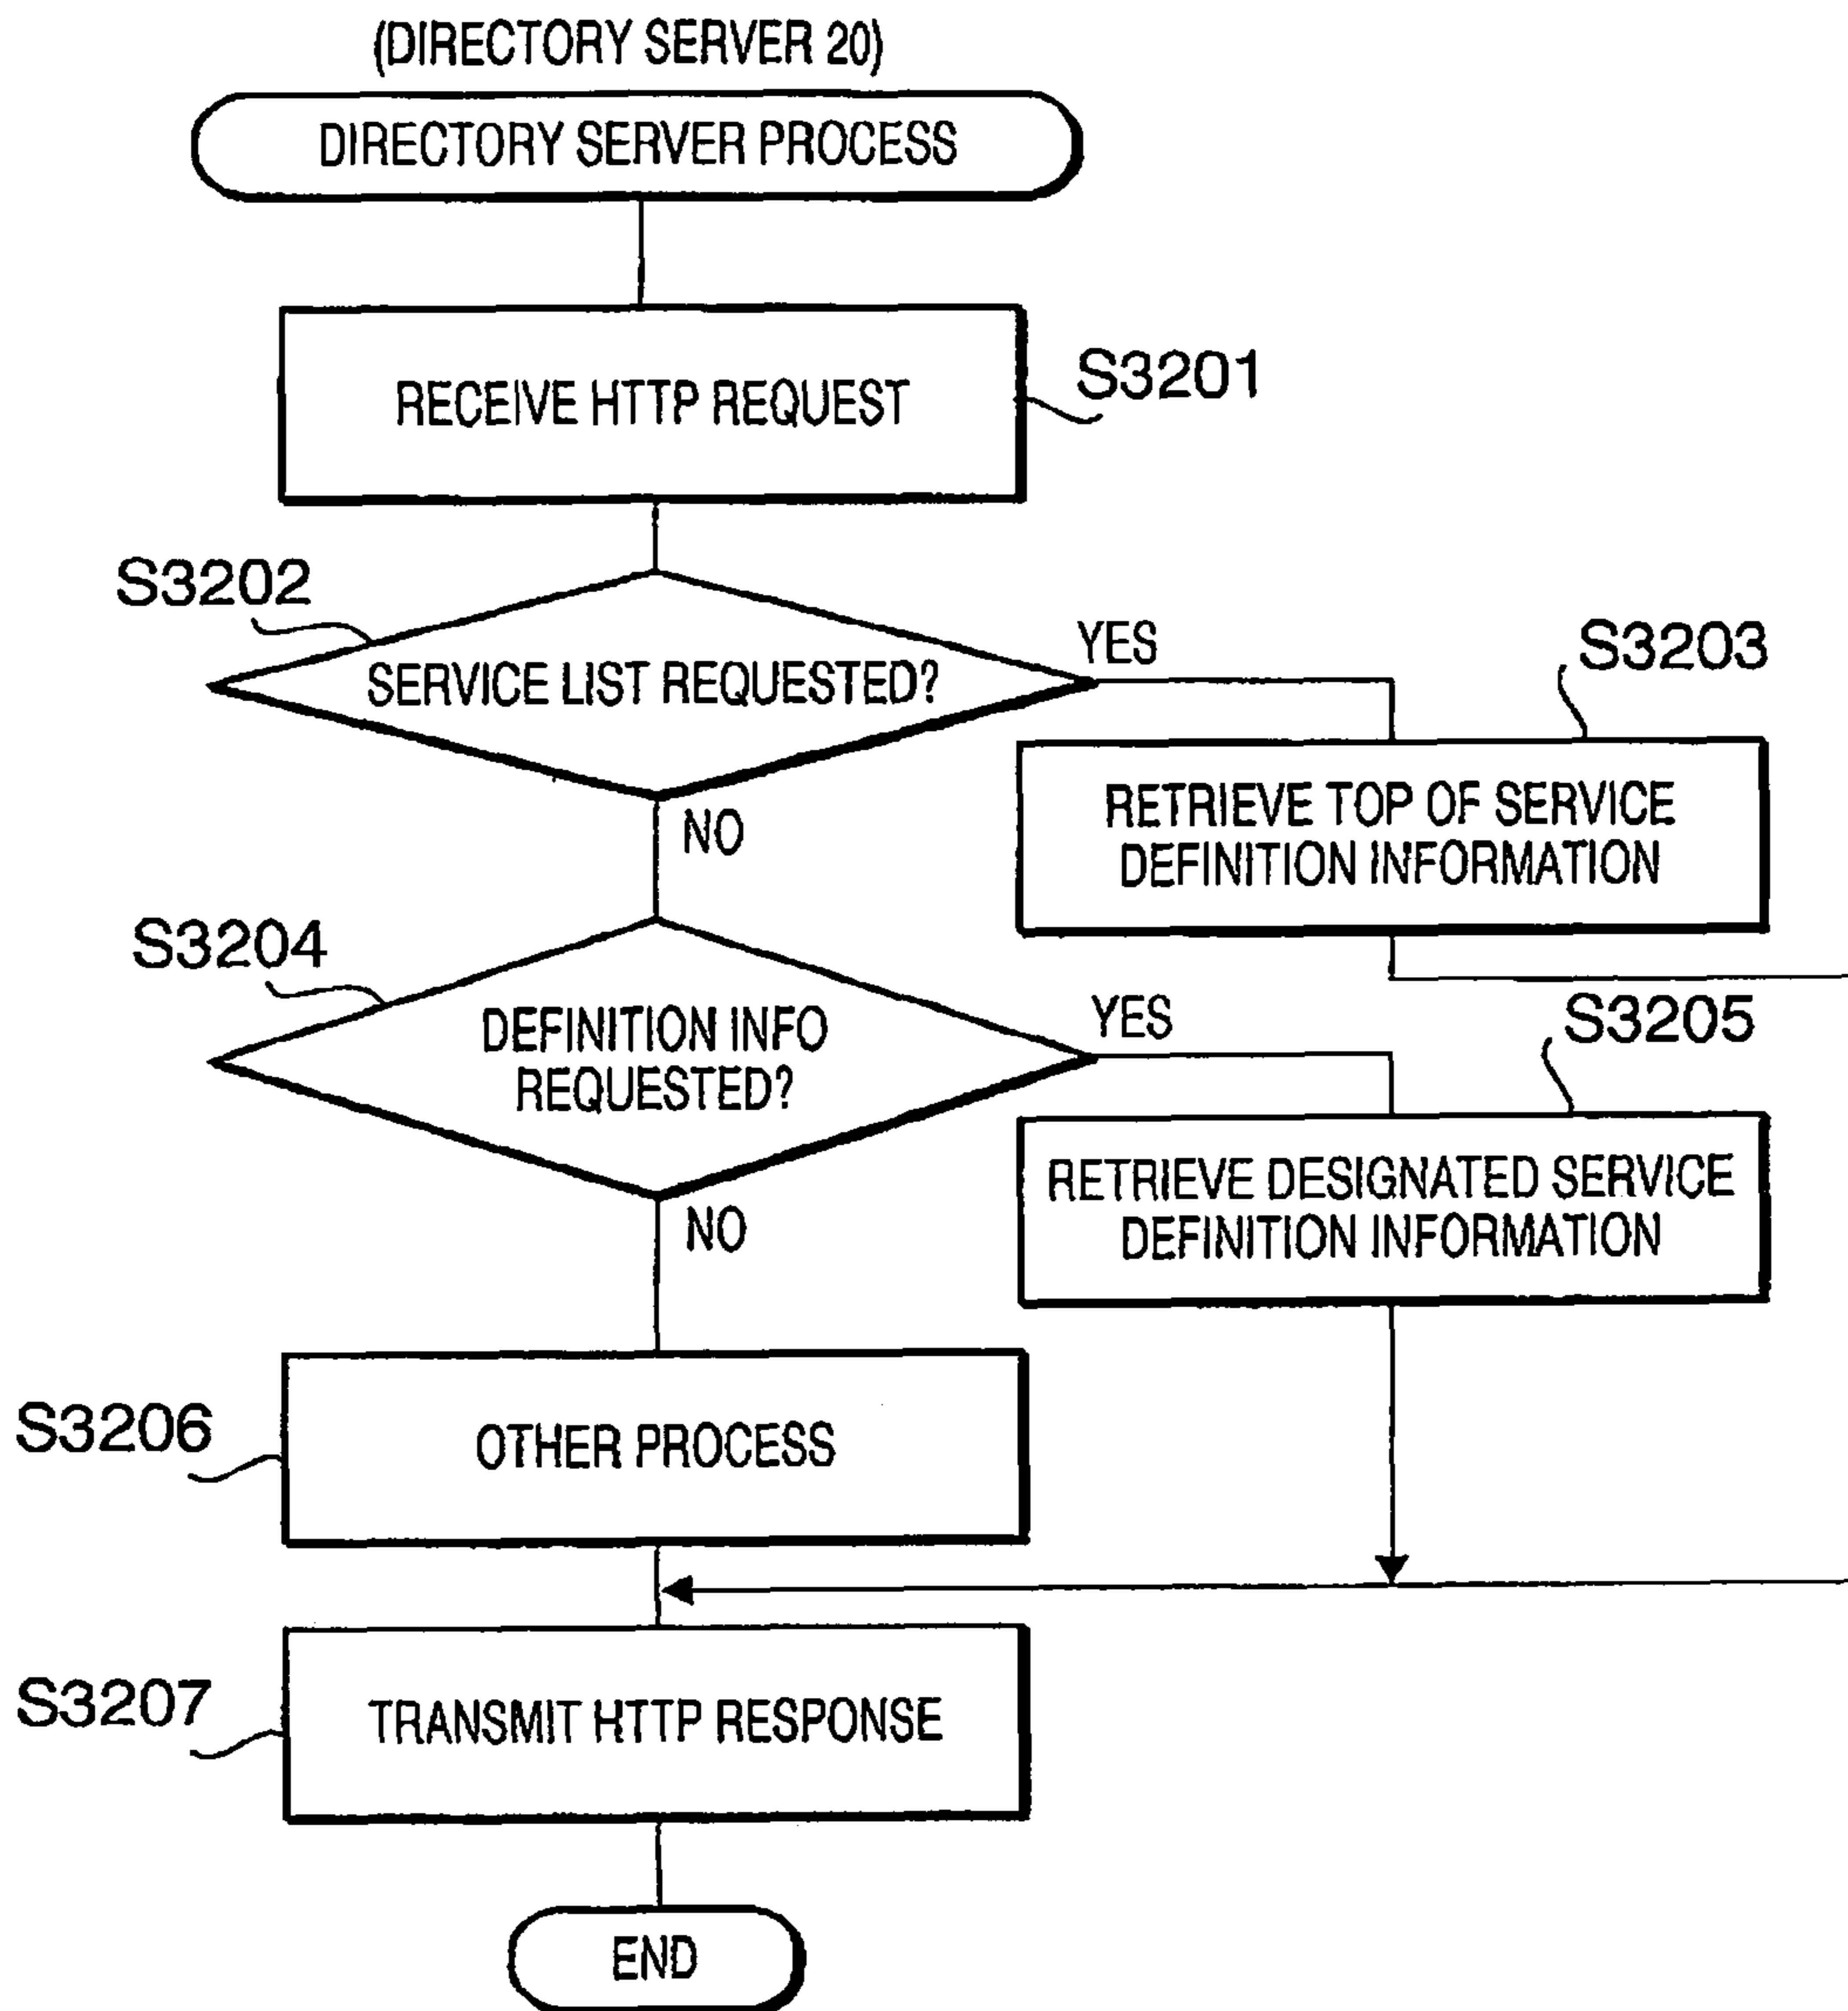 (DIRECTORY SERVER 20)
DIRECTORY SERVER PROCESS
RECEIVE HTTP REQUEST
S3201
S3202
SERVICE LIST REQUESTED?
YES
S3203
RETRIEVE TOP OF SERVICE
DEFINITION INFORMATION
NO
S3204
DEFINITION INFO
REQUESTED?
YES
S3205
RETRIEVE DESIGNATED SERVICE
DEFINITION INFORMATION
NO
S3206
OTHER PROCESS
S3207
TRANSMIT HTTP RESPONSE
END